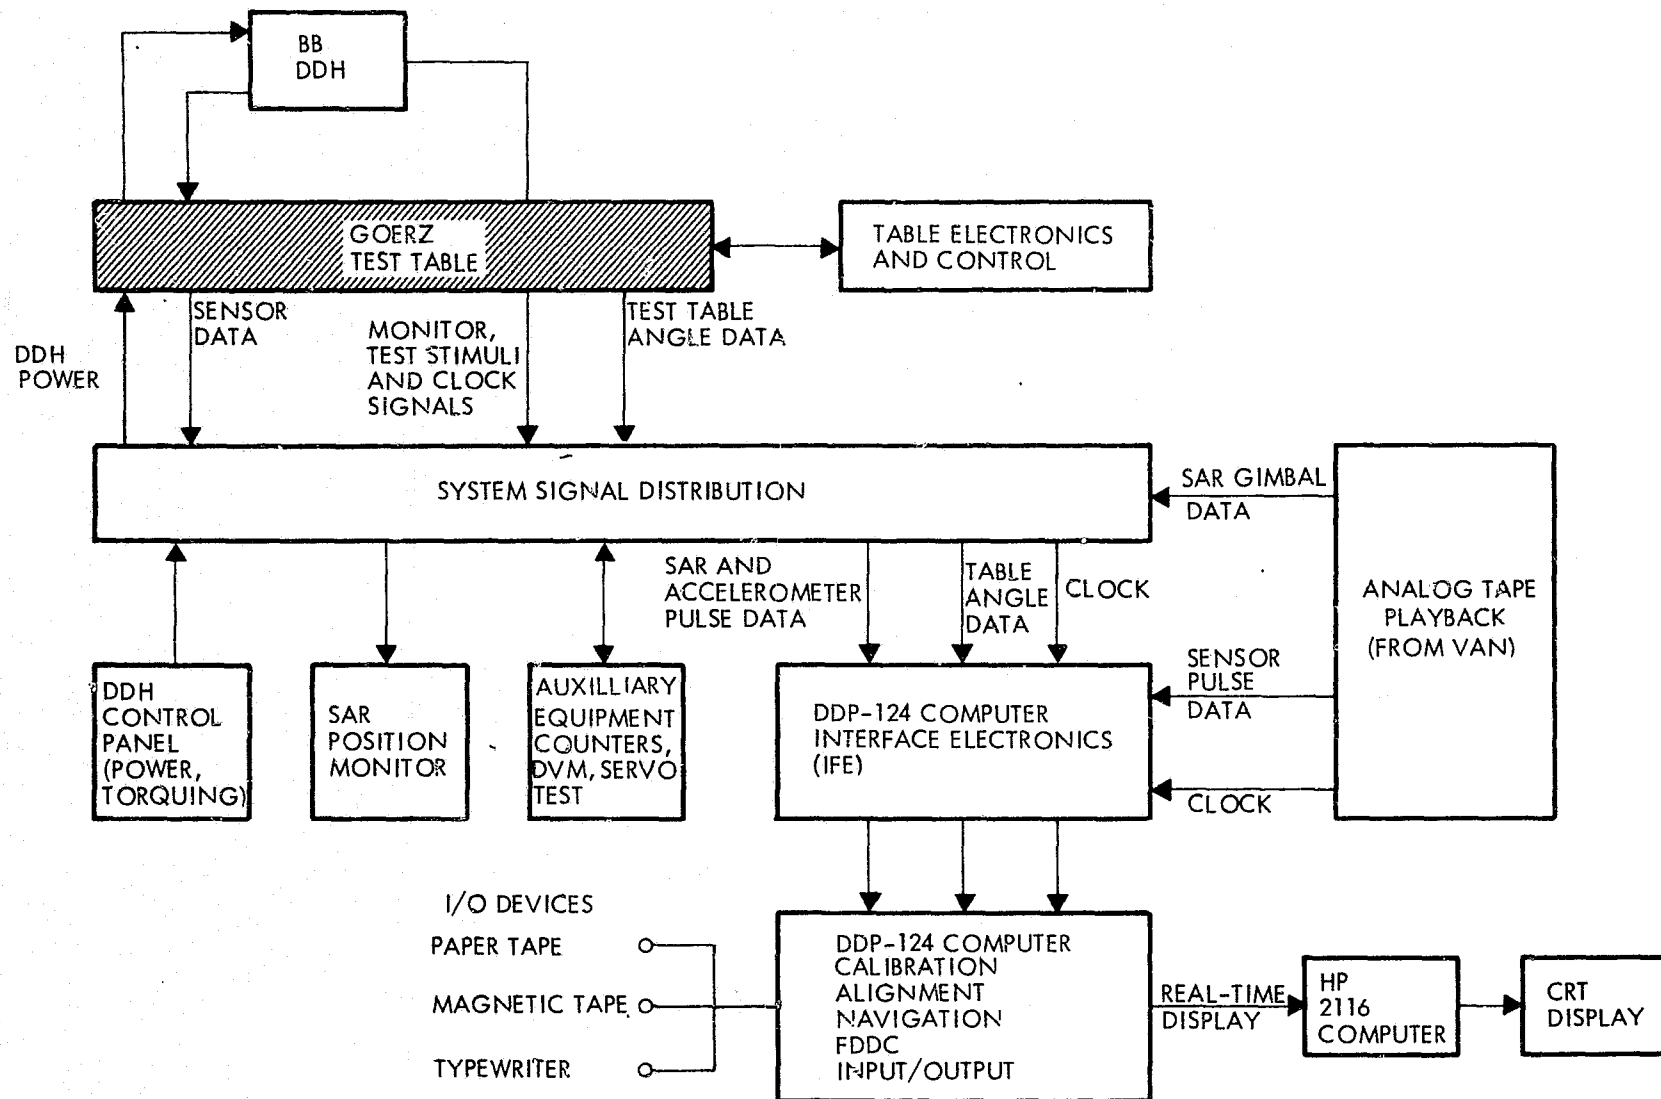 BB
DDH
GOERZ
TEST TABLE
TABLE ELECTRONICS
AND CONTROL
DDH
POWER
SENSOR
DATA
MONITOR,
TEST STIMULI
AND CLOCK
SIGNALS
TEST TABLE
ANGLE DATA
SYSTEM SIGNAL DISTRIBUTION
SAR GIMBAL
DATA
ANALOG TAPE
PLAYBACK
(FROM VAN)
SAR AND
ACCELEROMETER
PULSE DATA
TABLE
ANGLE
DATA
CLOCK
DDH
CONTROL
PANEL
(POWER,
TORQUING)
SAR
POSITION
MONITOR
AUXILLIARY
EQUIPMENT
COUNTERS,
DVM, SERVO
TEST
DDP-124 COMPUTER
INTERFACE ELECTRONICS
(IFE)
SENSOR
PULSE
DATA
CLOCK
I/O DEVICES
PAPER TAPE
MAGNETIC TAPE
TYPEWRITER
DDP-124 COMPUTER
CALIBRATION
ALIGNMENT
NAVIGATION
FDDC
INPUT/OUTPUT
REAL-TIME
DISPLAY
HP
2116
COMPUTER
CRT
DISPLAY